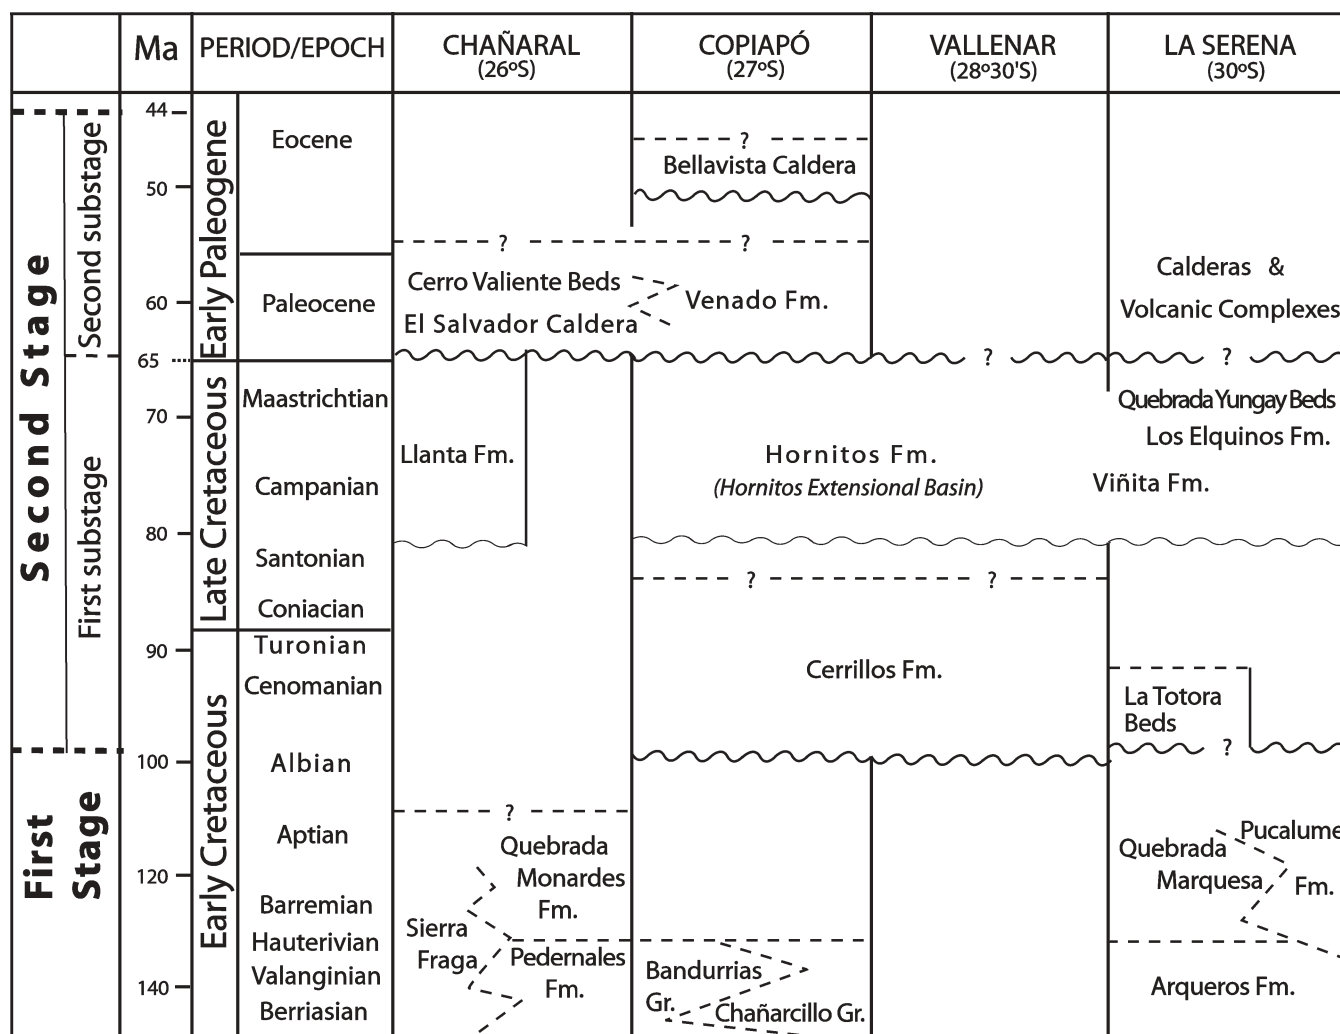 Ma
PERIOD/EPOCH
CHAÑARAL
(26ºS)
COPIAPÓ
(27ºS)
VALLENAR
(28º30'S)
LA SERENA
(30ºS)
Second Stage
Second substage
First substage
First
Stage
44
50
60
65
70
80
90
100
120
140
Early Paleogene
Late Cretaceous
Early Cretaceous
Eocene
Paleocene
Maastrichtian
Campanian
Santonian
Coniacian
Turonian
Cenomanian
Albian
Aptian
Barremian
Hauterivian
Valanginian
Berriasian
?
Cerro Valiente Beds
El Salvador Caldera
Llanta Fm.
?
Quebrada
Monardes
Fm.
Sierra
Fraga
Pedernales
Fm.
?
Bellavista Caldera
?
Venado Fm.
?
Hornitos Fm.
(Hornitos Extensional Basin)
?
?
Cerrillos Fm.
Bandurrias
Gr.
Chañarcillo Gr.
Calderas &
Volcanic Complexes
?
Quebrada Yungay Beds
Los Elquinos Fm.
Viñita Fm.
La Totora
Beds
?
Pucalume
Quebrada
Marquesa
Fm.
Arqueros Fm.